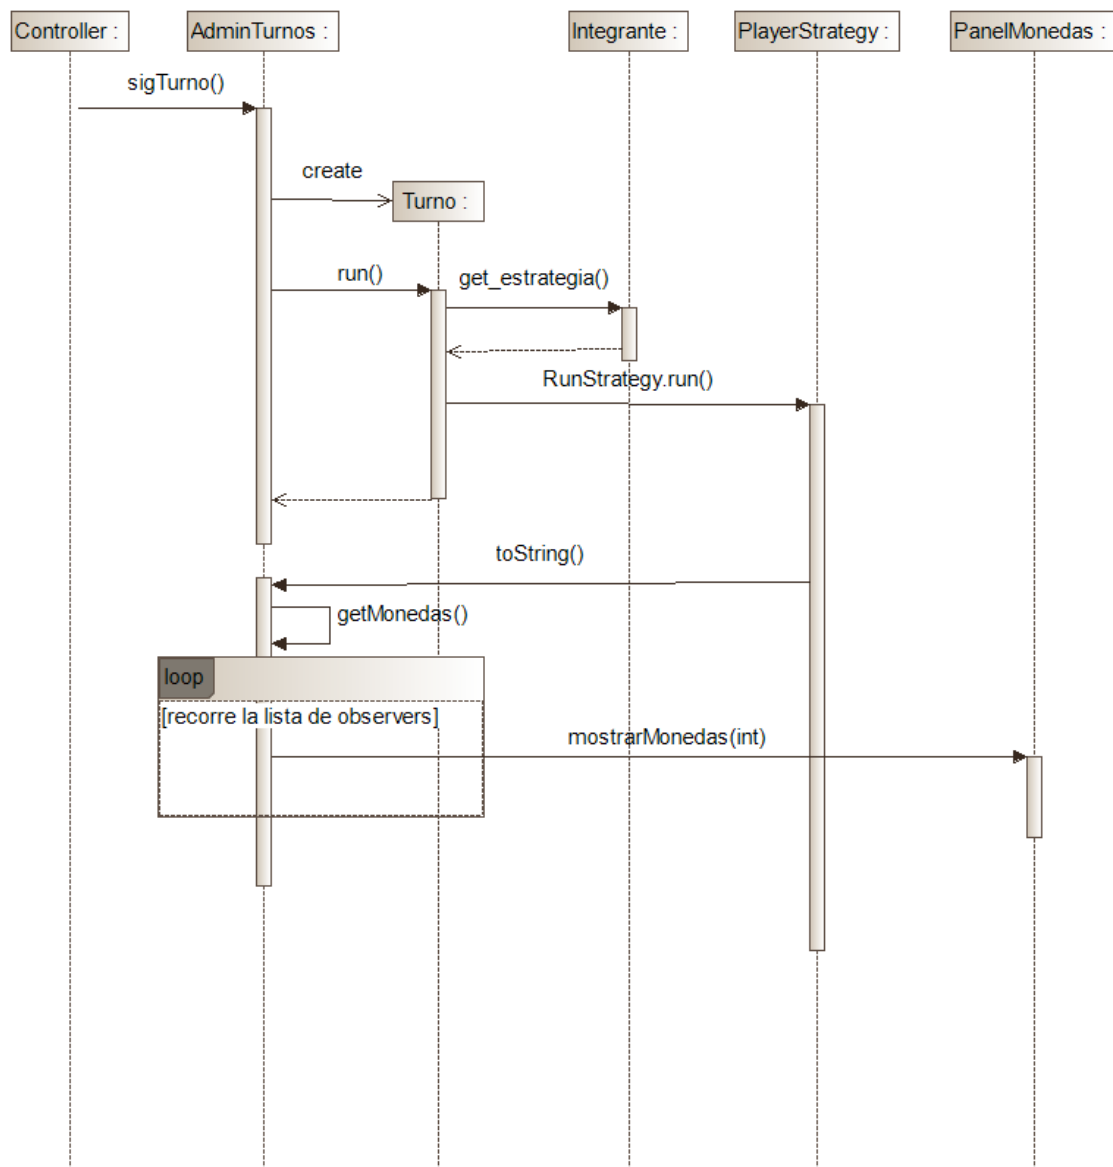 Controller :
AdminTurnos :
Integrante :
PlayerStrategy :
PanelMonedas :
sigTurno()
create
Turno :
run()
get_estrategia()
RunStrategy.run()
toString()
getMonedas()
loop
[recorre la lista de observers]
mostrarMonedas(int)